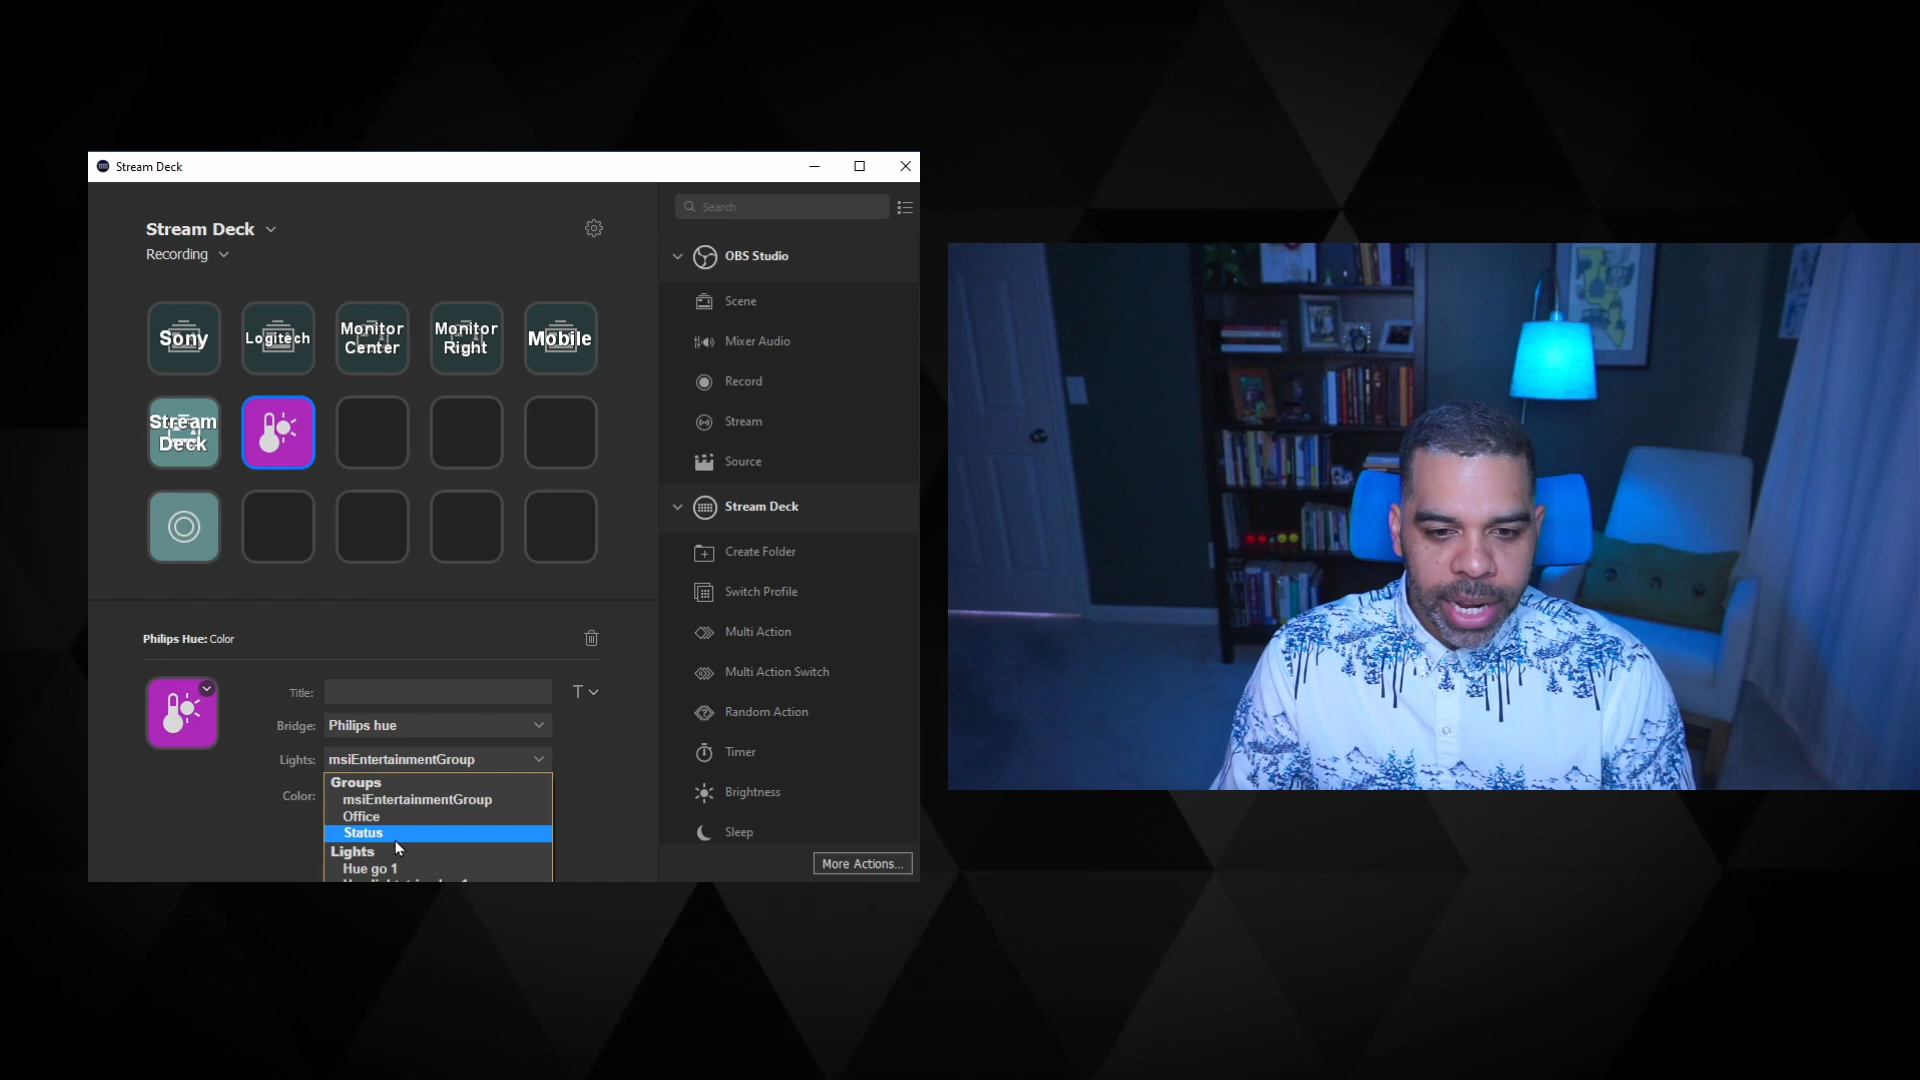 Stream Deck
Stream Deck
Recording
Sony
Logitech
Monitor
Center
Monitor
Right
Mobile
Stream
Deck
Philips Hue: Color
Title:
T
Bridge:
Philips hue
Lights:
msiEntertainmentGroup
Color:
Groups
msiEntertainmentGroup
Office
Status
Lights
Hue go 1
Search
OBS Studio
Scene
Mixer Audio
Record
Stream
Source
Stream Deck
Create Folder
Switch Profile
Multi Action
Multi Action Switch
Random Action
Timer
Brightness
Sleep
More Actions...